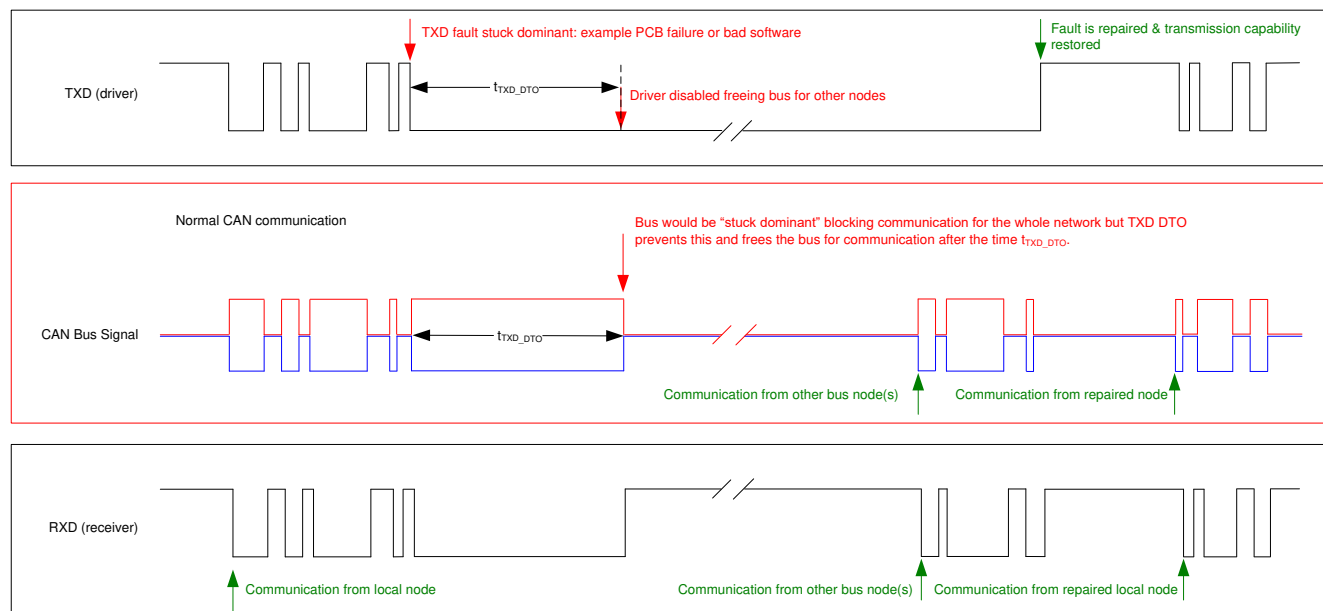 TXD fault stuck dominant: example PCB failure or bad software
Fault is repaired & transmission capability
restored
TXD (driver)
tTXD_DTO
Driver disabled freeing bus for other nodes
Normal CAN communication
Bus would be “stuck dominant” blocking communication for the whole network but TXD DTO
prevents this and frees the bus for communication after the time tTXD_DTO.
CAN Bus Signal
tTXD_DTO
Communication from other bus node(s)
Communication from repaired node
RXD (receiver)
Communication from local node
Communication from other bus node(s)
Communication from repaired local node